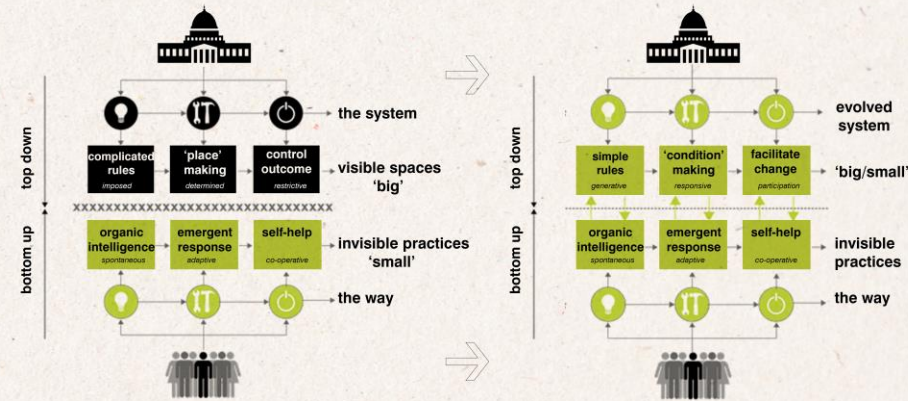 top down
bottom up
the system
complicated
rules
imposed
'place'
making
determined
control
outcome
restrictive
visible spaces
'big'
XXXXXXXXXXXXXXXXXXXXXXXXXXXXXXXXXX
organic
intelligence
spontaneous
emergent
response
adaptive
self-help
co-operative
invisible practices
'small'
the way
top down
bottom up
evolved
system
simple
rules
generative
'condition'
making
responsive
facilitate
change
participation
'big/small'
organic
intelligence
spontaneous
emergent
response
adaptive
self-help
co-operative
invisible
practices
the way